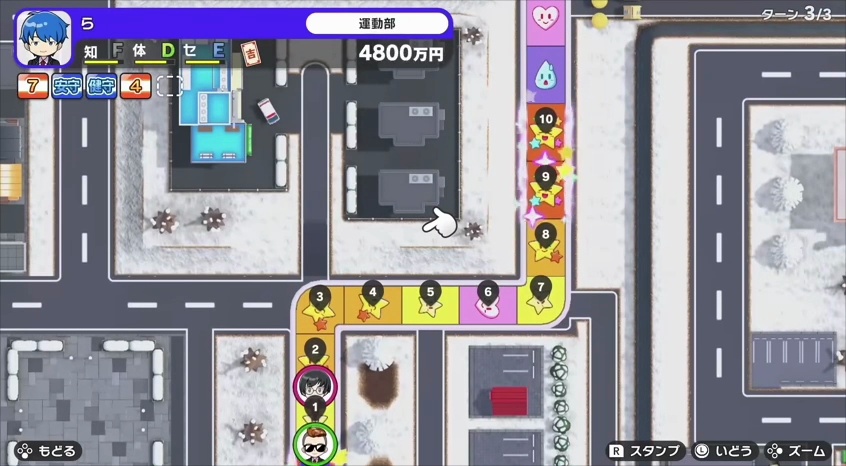 ら
運動部
ターン 3/3
知 F 体 D セ E 吉
4800万円
7 安守 健守 4
10
9
8
3 4 5 6 7
2
1
もどる
R スタンプ L いどう ズーム